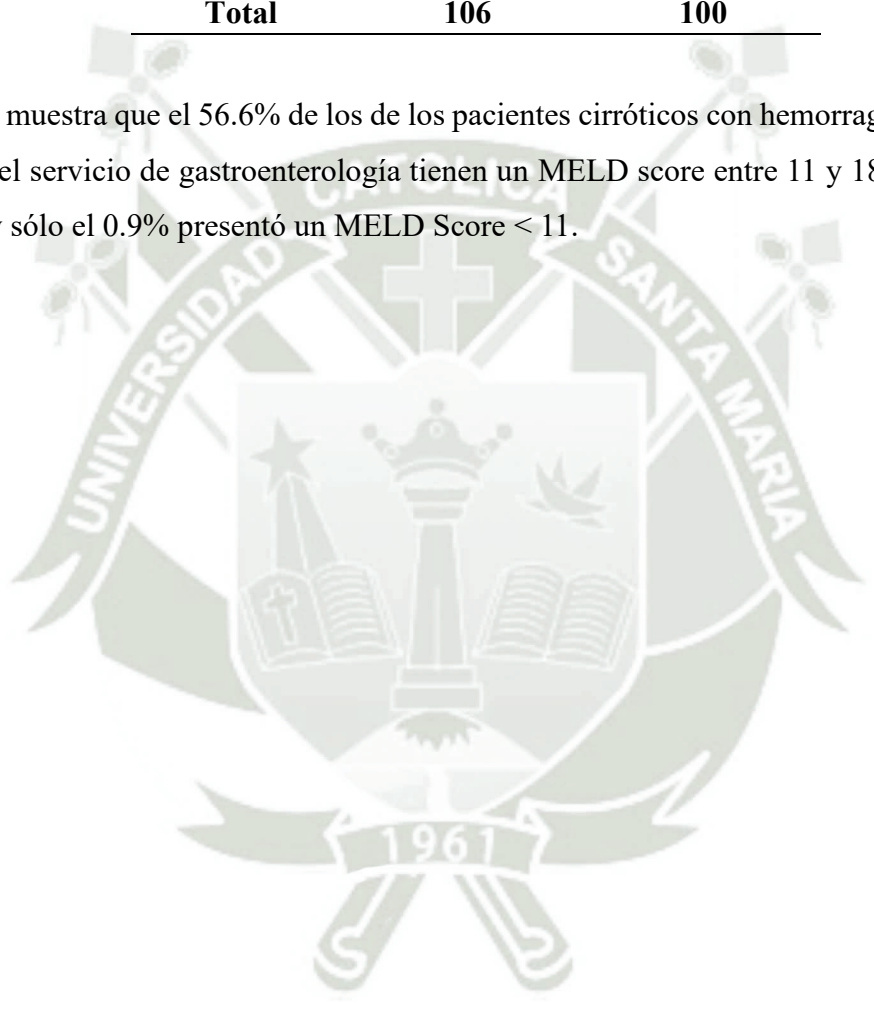 Total 106 100
muestra que el 56.6% de los de los pacientes cirróticos con hemorrag
el servicio de gastroenterología tienen un MELD score entre 11 y 18
y sólo el 0.9% presentó un MELD Score < 11.
UNIVERSIDAD CATOLICA SANTA MARIA
1961